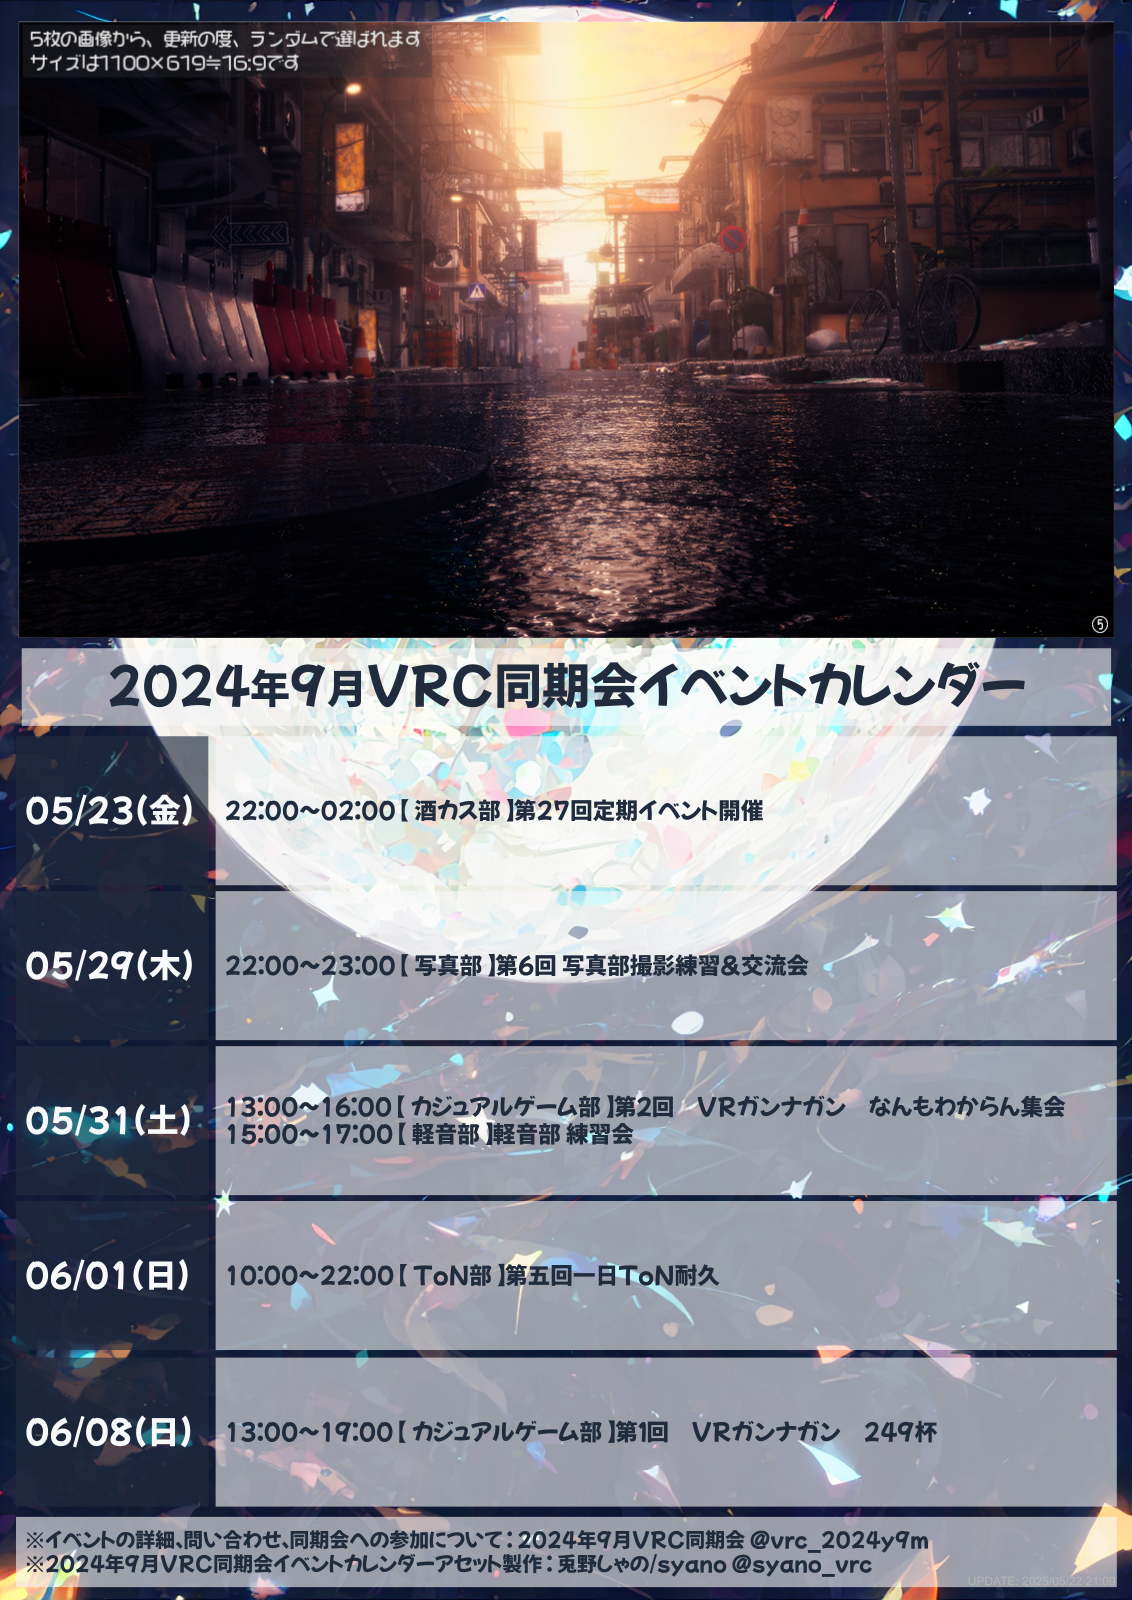 5枚の画像から、更新の度、ランダムで選ばれます
サイズは1100×619≒16:9です
⑤
2024年9月VRC同期会イベントカレンダー
05/23(金)
22:00～02:00【 酒カス部 】第27回定期イベント開催
05/29(木)
22:00～23:00【 写真部 】第6回 写真部撮影練習&交流会
05/31(土)
13:00～16:00【 カジュアルゲーム部 】第2回　VRガンナガン　なんもわからん集会
15:00～17:00【 軽音部 】軽音部 練習会
06/01(日)
10:00～22:00【 ToN部 】第五回一日ToN耐久
06/08(日)
13:00～19:00【 カジュアルゲーム部 】第1回　VRガンナガン　249杯
※イベントの詳細、問い合わせ、同期会への参加について：2024年9月VRC同期会 @vrc_2024y9m
※2024年9月VRC同期会イベントカレンダーアセット製作：兎野しゃの/syano @syano_vrc
UPDATE: 2025/05/22 21:09